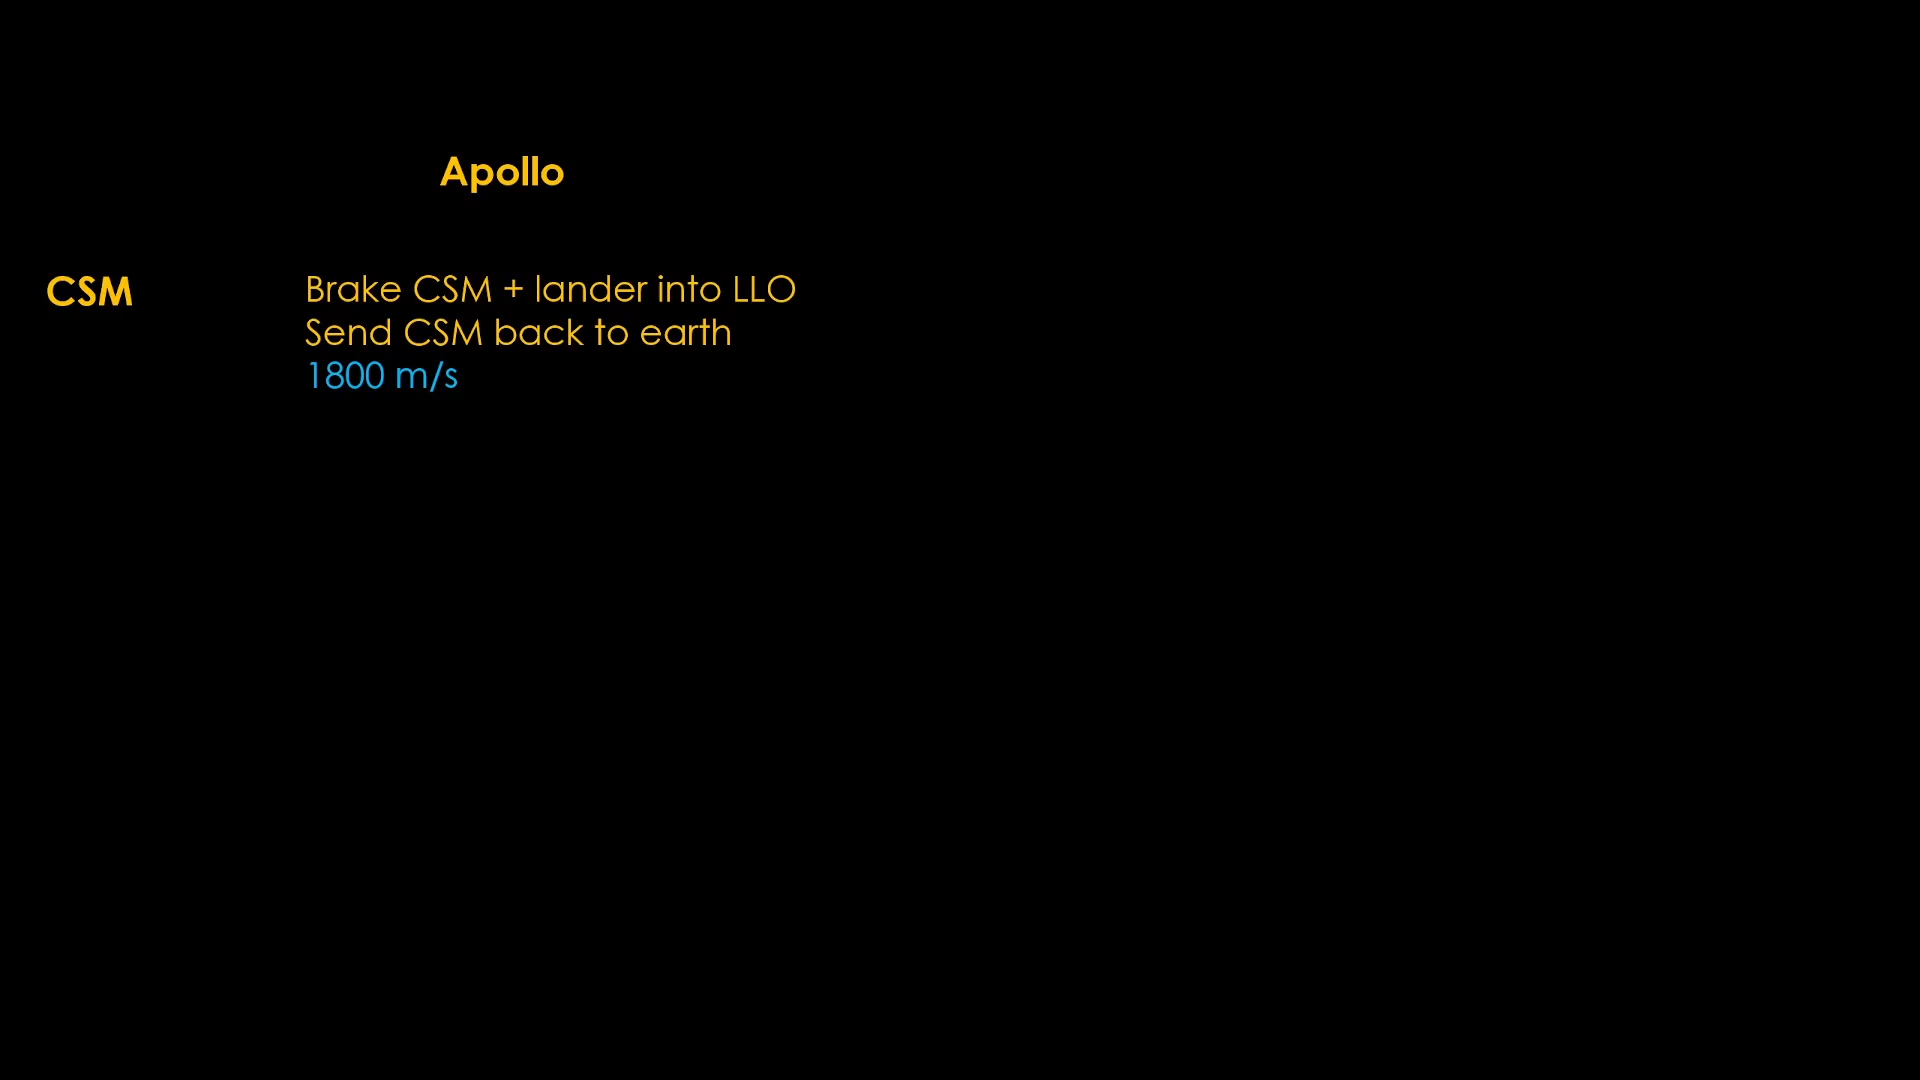 Apollo
CSM
Brake CSM + lander into LLO
Send CSM back to earth
1800 m/s